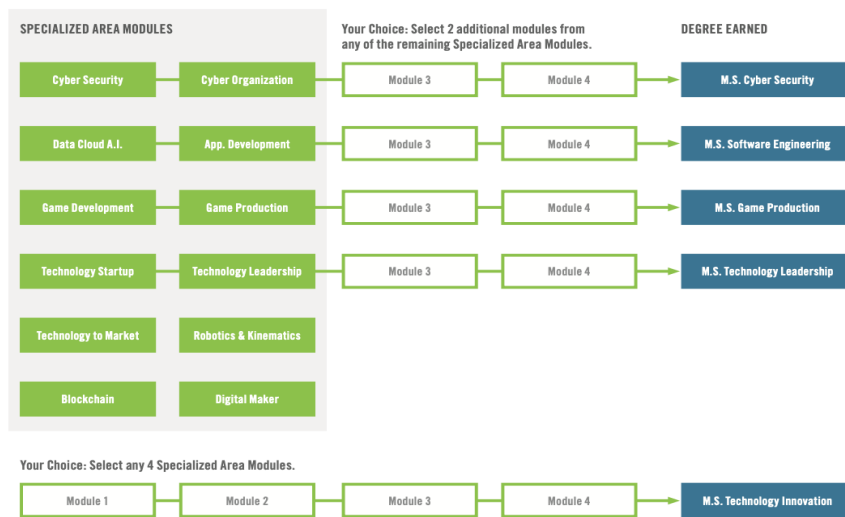 SPECIALIZED AREA MODULES
Your Choice: Select 2 additional modules from
any of the remaining Specialized Area Modules.
DEGREE EARNED
Cyber Security
Cyber Organization
Module 3
Module 4
M.S. Cyber Security
Data Cloud A.I.
App. Development
Module 3
Module 4
M.S. Software Engineering
Game Development
Game Production
Module 3
Module 4
M.S. Game Production
Technology Startup
Technology Leadership
Module 3
Module 4
M.S. Technology Leadership
Technology to Market
Robotics & Kinematics
Blockchain
Digital Maker
Your Choice: Select any 4 Specialized Area Modules.
Module 1
Module 2
Module 3
Module 4
M.S. Technology Innovation